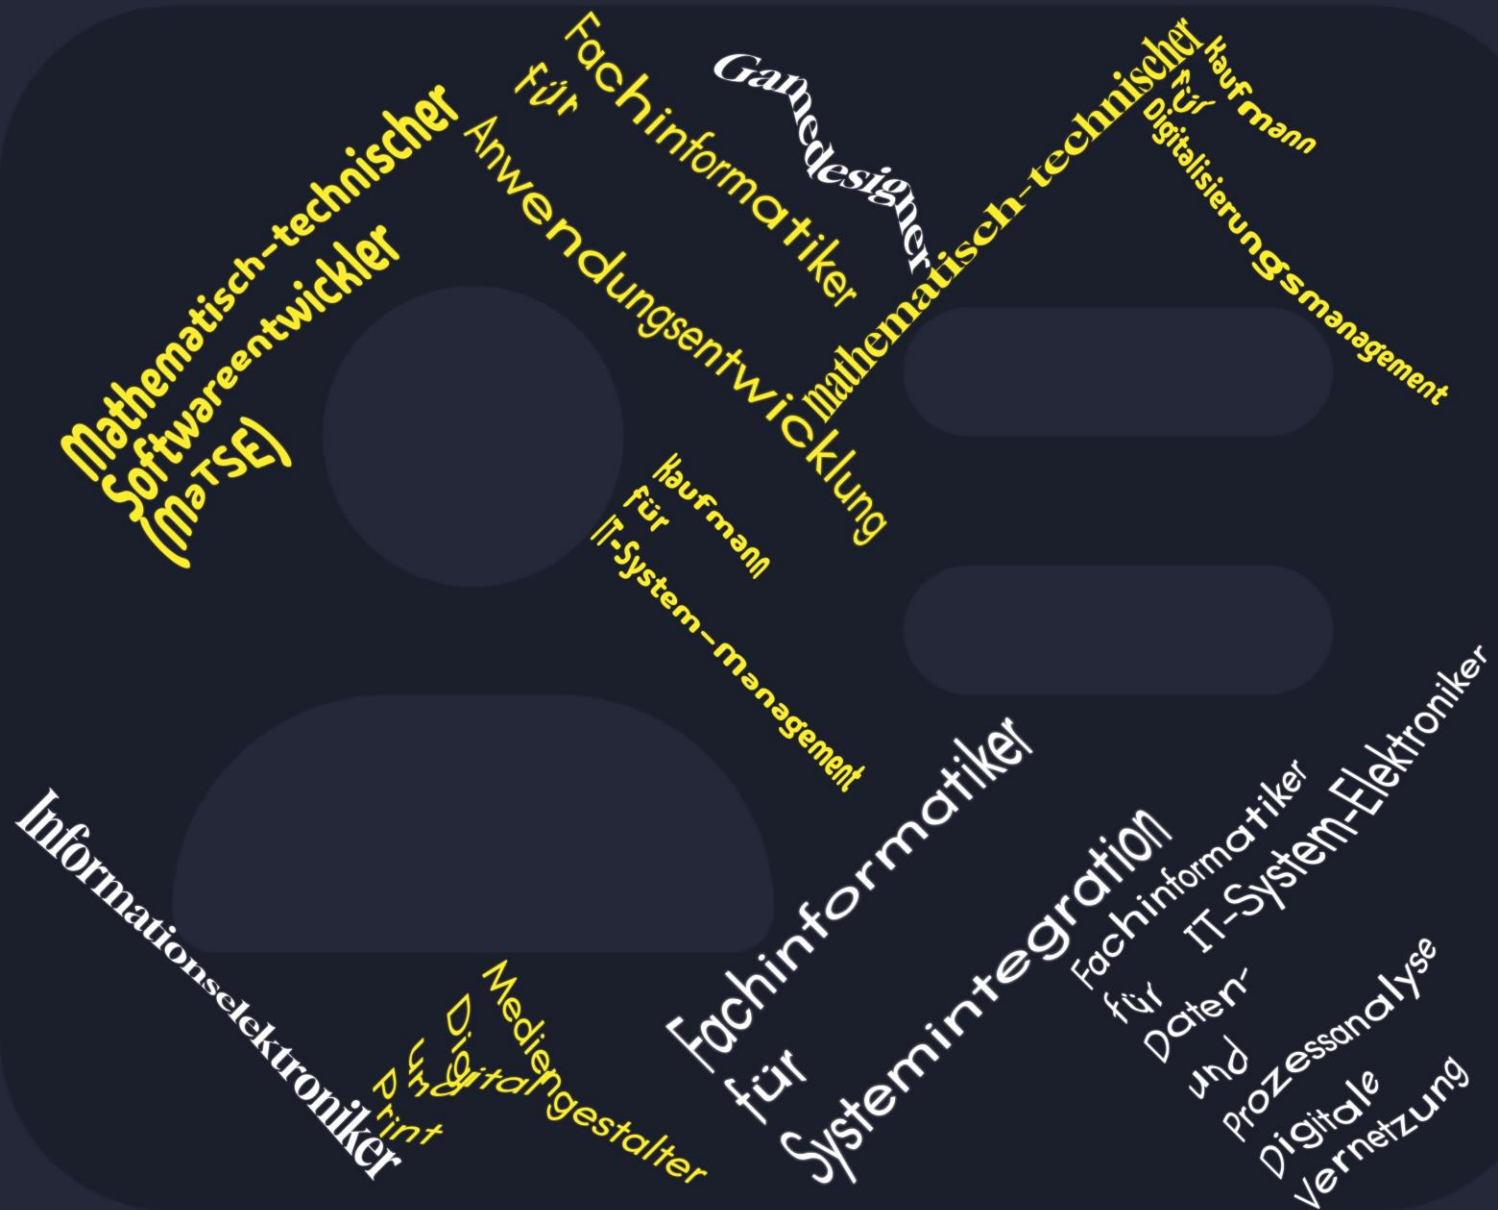 Fachinformatiker
für
Anwendungsentwicklung
Gamedesigner
mathematisch-technischer
Kaufmann
für
Digitalisierungsmanagement
Mathematisch-technischer
Softwareentwickler
(MaTSE)
Kaufmann
für
IT-System-management
Informationselektroniker
Mediengestalter
Digital
und
Print
Fachinformatiker
für
Systemintegration
IT-System-Elektroniker
Fachinformatiker
für
Daten-
und
Prozessanalyse
Digitale
Vernetzung